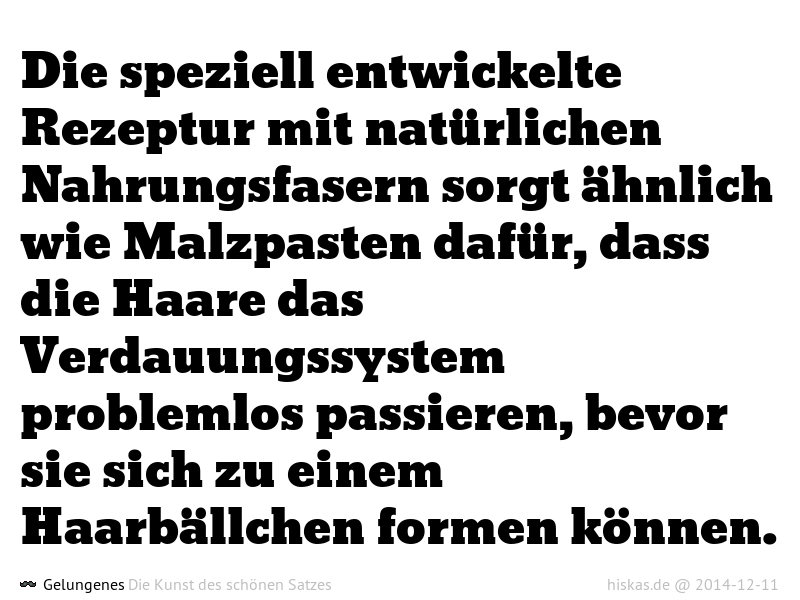 Die speziell entwickelte
Rezeptur mit natürlichen
Nahrungsfasern sorgt ähnlich
wie Malzpasten dafür, dass
die Haare das
Verdauungssystem
problemlos passieren, bevor
sie sich zu einem
Haarbällchen formen können.
Gelungenes Die Kunst des schönen Satzes hiskas.de @ 2014-12-11